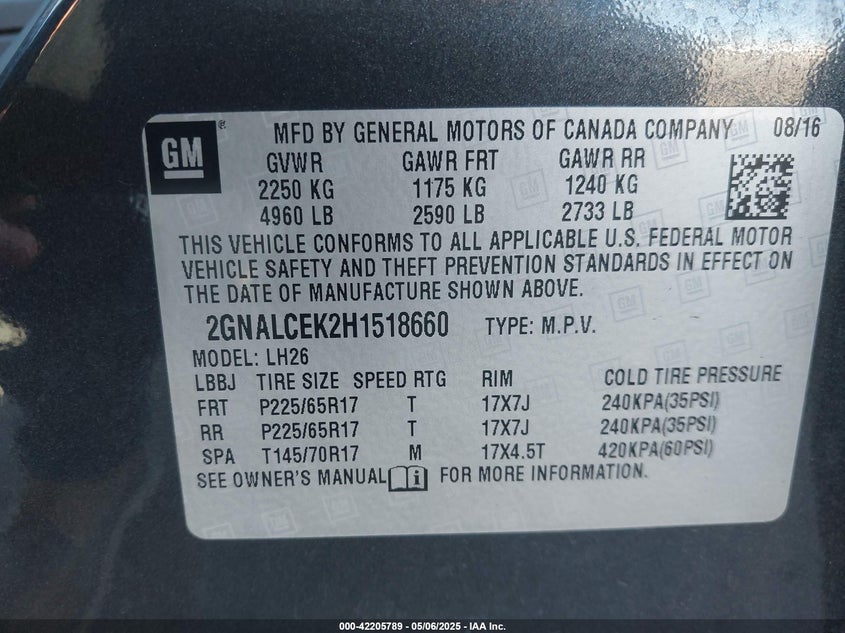 GM ® MFD BY GENERAL MOTORS OF CANADA COMPANY 08/16
GVWR GAWR FRT GAWR RR
2250 KG 1175 KG 1240 KG
4960 LB 2590 LB 2733 LB
THIS VEHICLE CONFORMS TO ALL APPLICABLE U.S. FEDERAL MOTOR
VEHICLE SAFETY AND THEFT PREVENTION STANDARDS IN EFFECT ON
THE DATE OF MANUFACTURE SHOWN ABOVE.
2GNALCEK2H1518660 TYPE: M.P.V.
MODEL: LH26
LBBJ TIRE SIZE SPEED RTG RIM COLD TIRE PRESSURE
FRT P225/65R17 T 17X7J 240KPA(35PSI)
RR P225/65R17 T 17X7J 240KPA(35PSI)
SPA T145/70R17 M 17X4.5T 420KPA(60PSI)
SEE OWNER'S MANUAL FOR MORE INFORMATION.
000-42205789 - 05/06/2025 - IAA Inc.